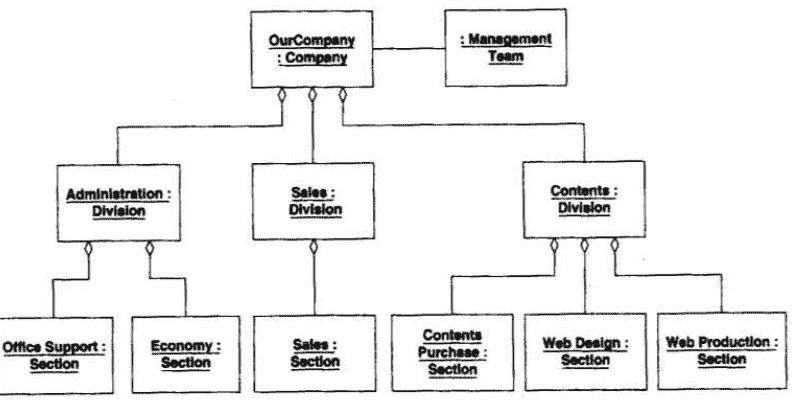 OurCompany
: Company
: Management
Team
Administration :
Division
Sales :
Division
Contents :
Division
Office Support :
Section
Economy :
Section
Sales :
Section
Contents
Purchase :
Section
Web Design :
Section
Web Production :
Section